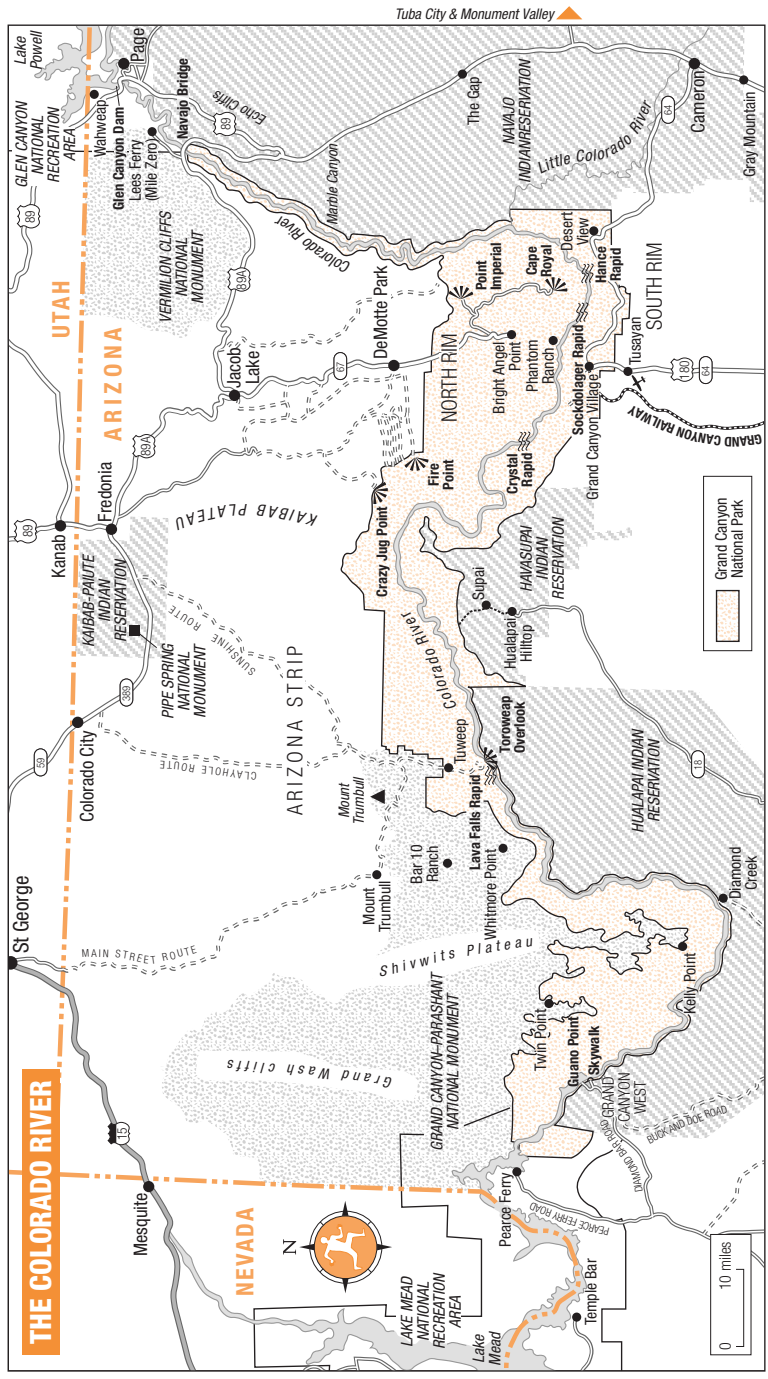 THE COLORADO RIVER
Tuba City & Monument Valley
St George
Mesquite
15
NEVADA
N
MAIN STREET ROUTE
59
Colorado City
389
CLAYHOLE ROUTE
Kanab
89
Fredonia
KAIBAB-PAIUTE
INDIAN
RESERVATION
PIPE SPRING
NATIONAL
MONUMENT
SUNSHINE
ROUTE
ARIZONA STRIP
KAIBAB PLATEAU
UTAH
ARIZONA
89A
Jacob
Lake
67
DeMotte Park
89
GLEN CANYON
NATIONAL
RECREATION
AREA
Lake
Powell
Wahweap
Page
Glen Canyon Dam
Lees Ferry
(Mile Zero)
Navajo Bridge
VERMILION CLIFFS
NATIONAL
MONUMENT
89A
Echo Cliffs
89
Marble Canyon
Colorado River
The Gap
NAVAJO
INDIANRESERVATION
Little Colorado River
64
Cameron
Gray Mountain
Point
Imperial
Cape
Royal
Desert
View
Hance
Rapid
NORTH RIM
Bright Angel
Point
Phantom
Ranch
Sockdolager Rapid
Grand Canyon Village
Tusayan
SOUTH RIM
180
64
GRAND CANYON RAILWAY
Crystal
Rapid
Fire
Point
Crazy Jug Point
Colorado River
HAVASUPAI
INDIAN
RESERVATION
Supai
Hualapai
Hilltop
Grand Canyon
National Park
Mount
Trumbull
Mount
Trumbull
Tuweep
Toroweap
Overlook
Lava Falls Rapid
Bar 10
Ranch
Whitmore Point
Shivwits Plateau
Grand Wash cliffs
GRAND CANYON–PARASHANT
NATIONAL MONUMENT
Twin Point
Kelly Point
HUALAPAI INDIAN
RESERVATION
18
Diamond
Creek
Guano Point
Skywalk
GRAND
CANYON
WEST
DIAMOND BAR ROAD
BUCK AND DOE ROAD
PEARCE FERRY ROAD
Pearce Ferry
LAKE MEAD
NATIONAL
RECREATION
AREA
Lake
Mead
Temple Bar
0
10 miles